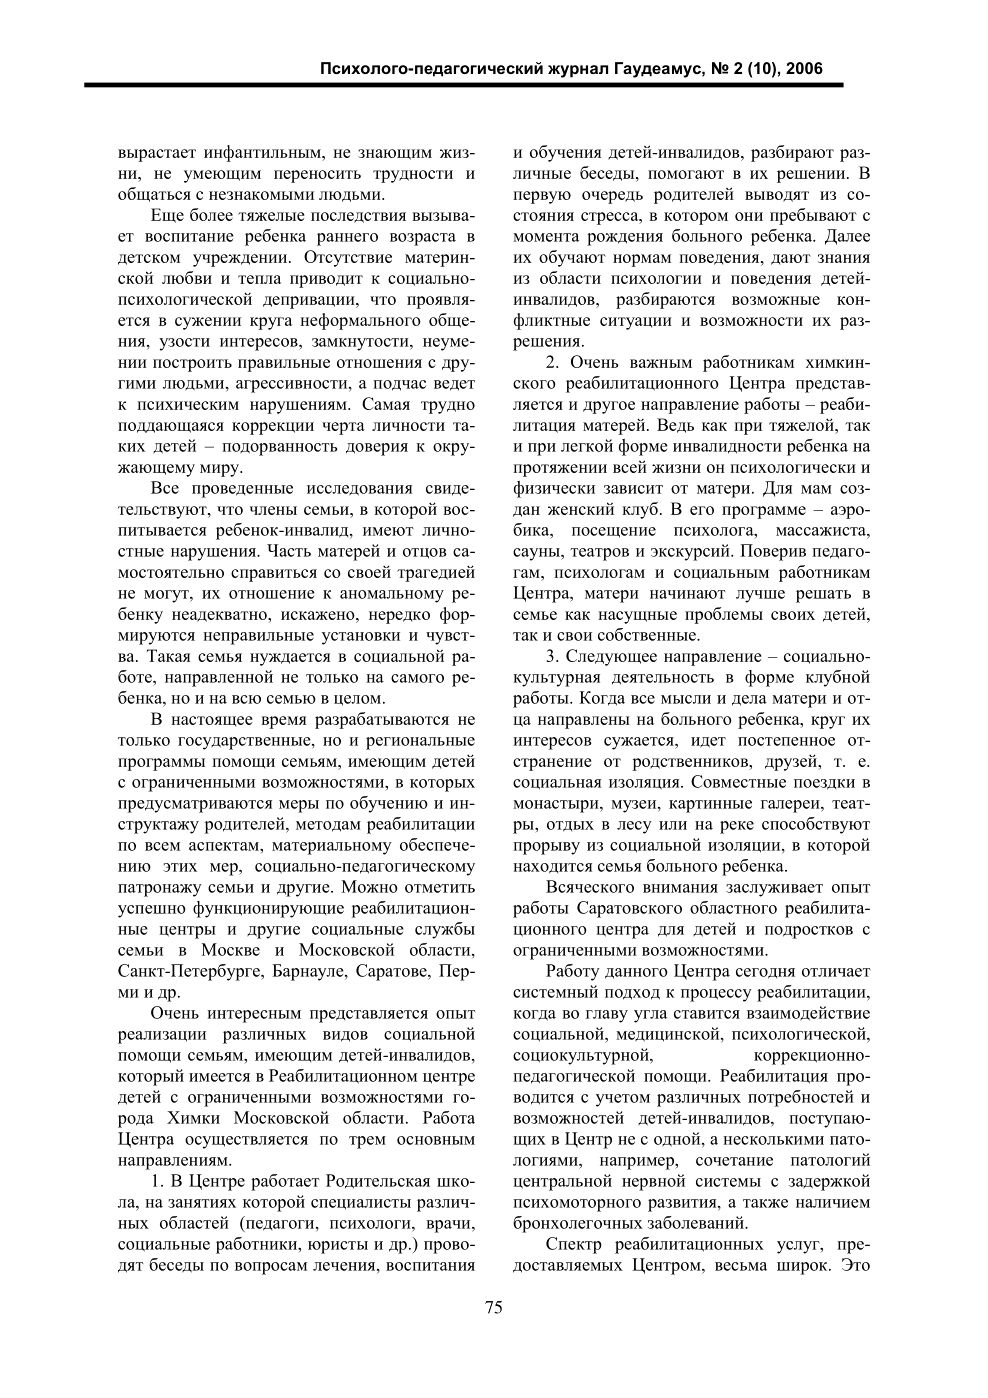 Психолого-педагогический журнал Гаудеамус, № 2 (10), 2006
вырастает инфантильным, не знающим жиз-
ни, не умеющим переносить трудности и
общаться с незнакомыми людьми.
Еще более тяжелые последствия вызыва-
ет воспитание ребенка раннего возраста в
детском учреждении. Отсутствие материн-
ской любви и тепла приводит к социально-
психологической депривации, что проявля-
ется в сужении круга неформального обще-
ния, узости интересов, замкнутости, неуме-
нии построить правильные отношения с дру-
гими людьми, агрессивности, а подчас ведет
к психическим нарушениям. Самая трудно
поддающаяся коррекции черта личности та-
ких детей – подорванность доверия к окру-
жающему миру.
Все проведенные исследования свиде-
тельствуют, что члены семьи, в которой вос-
питывается ребенок-инвалид, имеют лично-
стные нарушения. Часть матерей и отцов са-
мостоятельно справиться со своей трагедией
не могут, их отношение к аномальному ре-
бенку неадекватно, искажено, нередко фор-
мируются неправильные установки и чувст-
ва. Такая семья нуждается в социальной ра-
боте, направленной не только на самого ре-
бенка, но и на всю семью в целом.
В настоящее время разрабатываются не
только государственные, но и региональные
программы помощи семьям, имеющим детей
с ограниченными возможностями, в которых
предусматриваются меры по обучению и ин-
структажу родителей, методам реабилитации
по всем аспектам, материальному обеспече-
нию этих мер, социально-педагогическому
патронажу семьи и другие. Можно отметить
успешно функционирующие реабилитацион-
ные центры и другие социальные службы
семьи в Москве и Московской области,
Санкт-Петербурге, Барнауле, Саратове, Пер-
ми и др.
Очень интересным представляется опыт
реализации различных видов социальной
помощи семьям, имеющим детей-инвалидов,
который имеется в Реабилитационном центре
детей с ограниченными возможностями го-
рода Химки Московской области. Работа
Центра осуществляется по трем основным
направлениям.
1. В Центре работает Родительская шко-
ла, на занятиях которой специалисты различ-
ных областей (педагоги, психологи, врачи,
социальные работники, юристы и др.) прово-
дят беседы по вопросам лечения, воспитания
и обучения детей-инвалидов, разбирают раз-
личные беседы, помогают в их решении. В
первую очередь родителей выводят из со-
стояния стресса, в котором они пребывают с
момента рождения больного ребенка. Далее
их обучают нормам поведения, дают знания
из области психологии и поведения детей-
инвалидов, разбираются возможные кон-
фликтные ситуации и возможности их раз-
решения.
2. Очень важным работникам химкин-
ского реабилитационного Центра представ-
ляется и другое направление работы – реаби-
литация матерей. Ведь как при тяжелой, так
и при легкой форме инвалидности ребенка на
протяжении всей жизни он психологически и
физически зависит от матери. Для мам соз-
дан женский клуб. В его программе – аэро-
бика, посещение психолога, массажиста,
сауны, театров и экскурсий. Поверив педаго-
гам, психологам и социальным работникам
Центра, матери начинают лучше решать в
семье как насущные проблемы своих детей,
так и свои собственные.
3. Следующее направление – социально-
культурная деятельность в форме клубной
работы. Когда все мысли и дела матери и от-
ца направлены на больного ребенка, круг их
интересов сужается, идет постепенное от-
странение от родственников, друзей, т. е.
социальная изоляция. Совместные поездки в
монастыри, музеи, картинные галереи, теат-
ры, отдых в лесу или на реке способствуют
прорыву из социальной изоляции, в которой
находится семья больного ребенка.
Всяческого внимания заслуживает опыт
работы Саратовского областного реабилита-
ционного центра для детей и подростков с
ограниченными возможностями.
Работу данного Центра сегодня отличает
системный подход к процессу реабилитации,
когда во главу угла ставится взаимодействие
социальной, медицинской, психологической,
социокультурной, коррекционно-
педагогической помощи. Реабилитация про-
водится с учетом различных потребностей и
возможностей детей-инвалидов, поступаю-
щих в Центр не с одной, а несколькими пато-
логиями, например, сочетание патологий
центральной нервной системы с задержкой
психомоторного развития, а также наличием
бронхолегочных заболеваний.
Спектр реабилитационных услуг, пре-
доставляемых Центром, весьма широк. Это
75